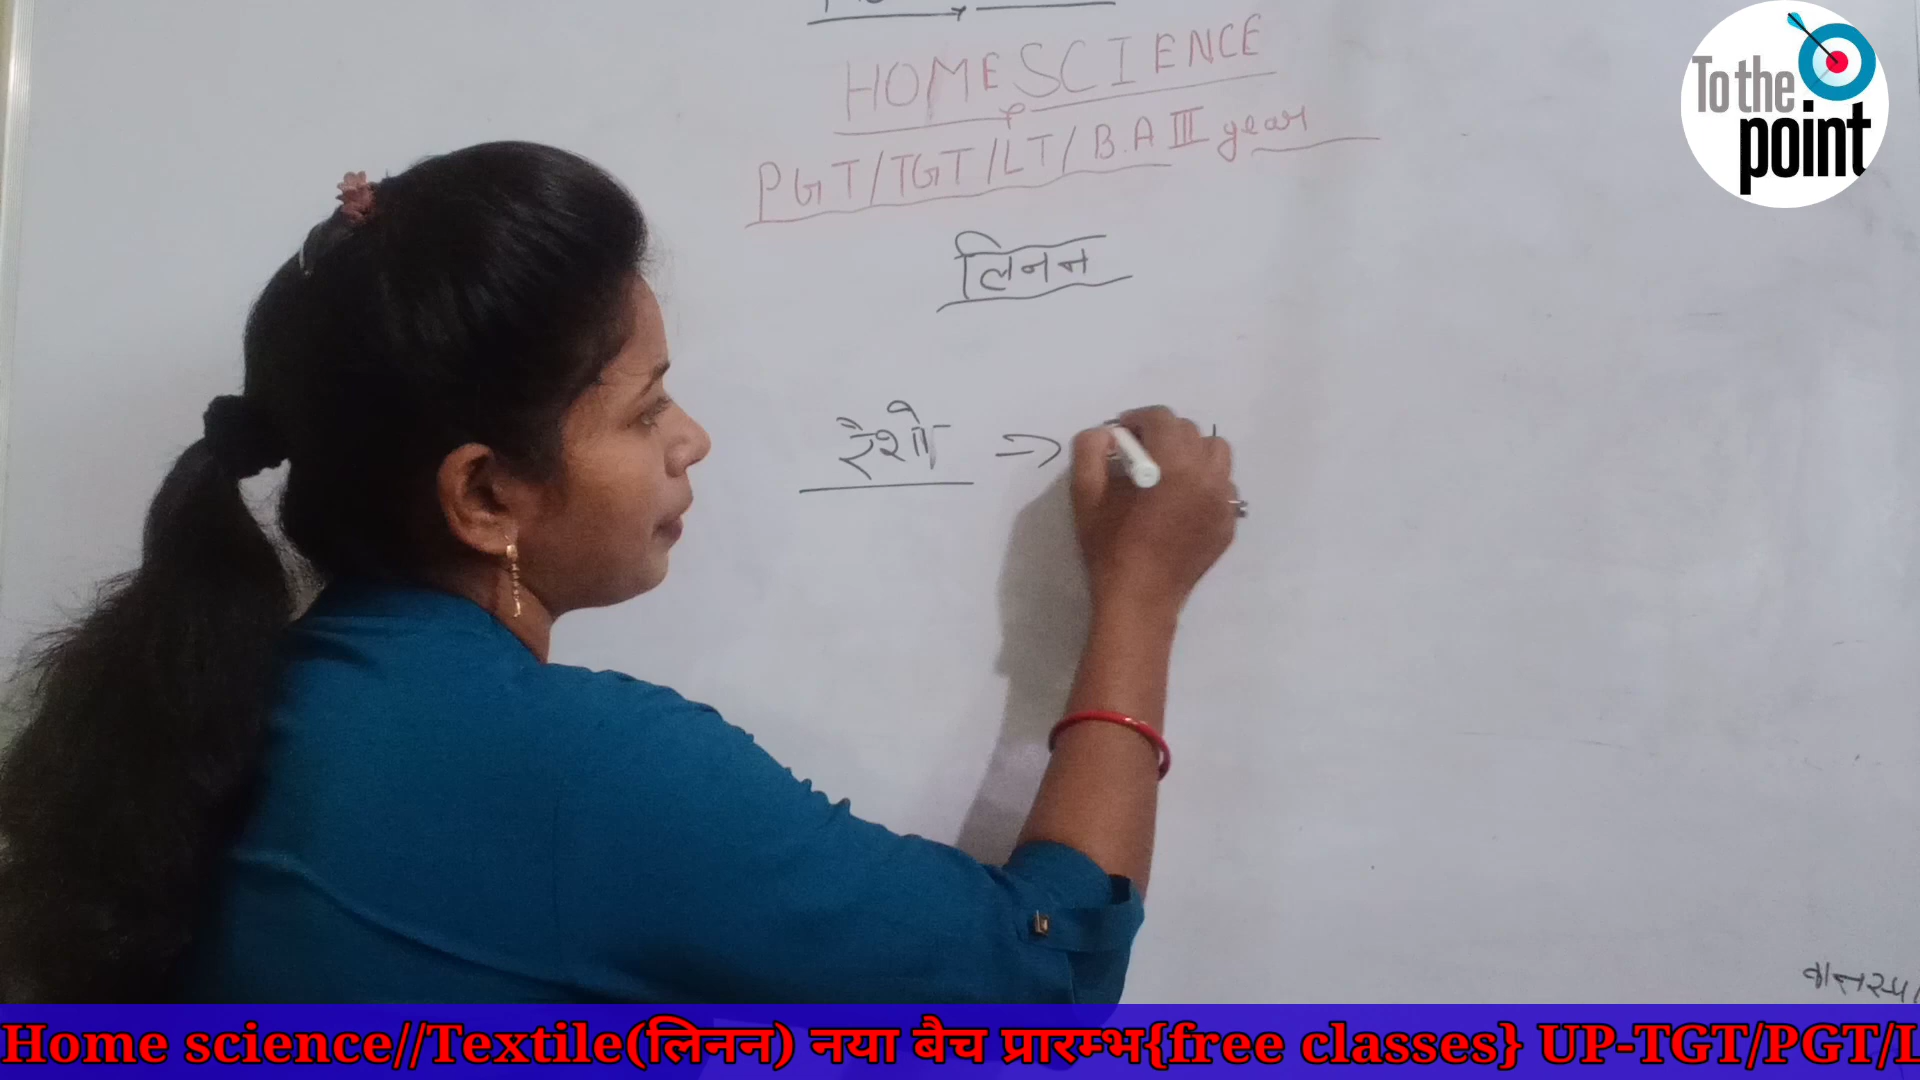 HOME SCIENCE
To the
point
PGT/TGT/LT/B.A III year
लिनन
रेशो ⇒
वानस्पा
Home science//Textile(लिनन) नया बैच प्रारम्भ{free classes} UP-TGT/PGT/L